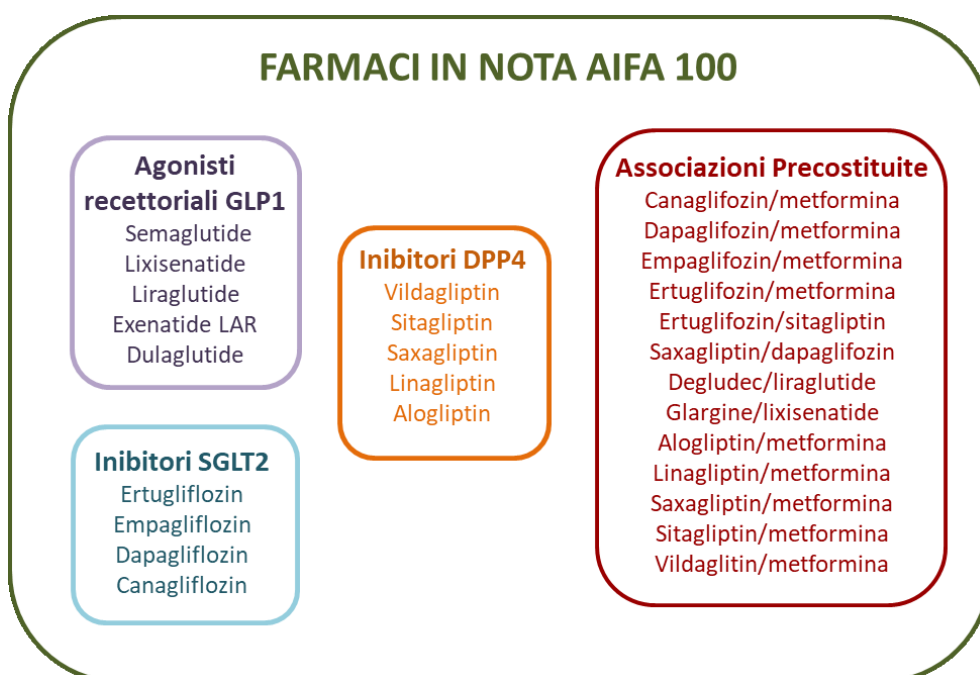 FARMACI IN NOTA AIFA 100
Agonisti
recettoriali GLP1
Semaglutide
Lixisenatide
Liraglutide
Exenatide LAR
Dulaglutide
Inibitori SGLT2
Ertugliflozin
Empagliflozin
Dapagliflozin
Canagliflozin
Inibitori DPP4
Vildagliptin
Sitagliptin
Saxagliptin
Linagliptin
Alogliptin
Associazioni Precostituite
Canaglifozin/metformina
Dapaglifozin/metformina
Empaglifozin/metformina
Ertuglifozin/metformina
Ertuglifozin/sitagliptin
Saxagliptin/dapaglifozin
Degludec/liraglutide
Glargine/lixisenatide
Alogliptin/metformina
Linagliptin/metformina
Saxagliptin/metformina
Sitagliptin/metformina
Vildaglitin/metformina